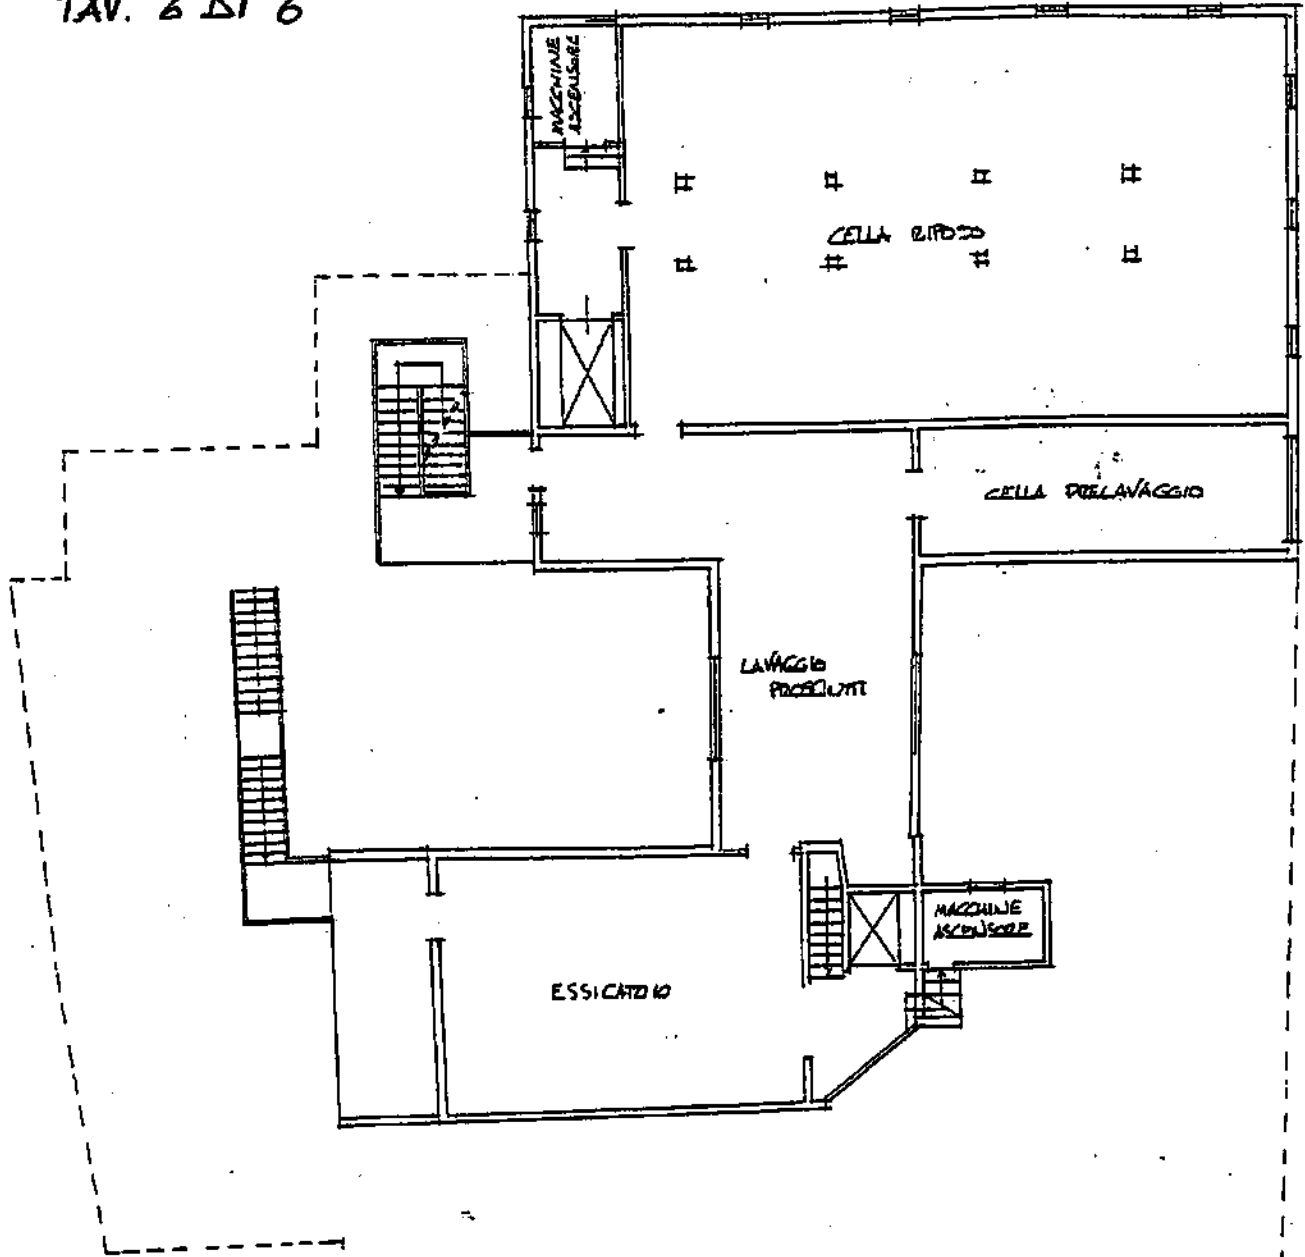 TAV. 6 DI 6
MACCHINE
ASCENSORE
CELLA RIPOSO
CELLA PRELAVAGGIO
LAVAGGIO
PROSCIUTTI
MACCHINE
ASCENSORE
ESSICATOIO